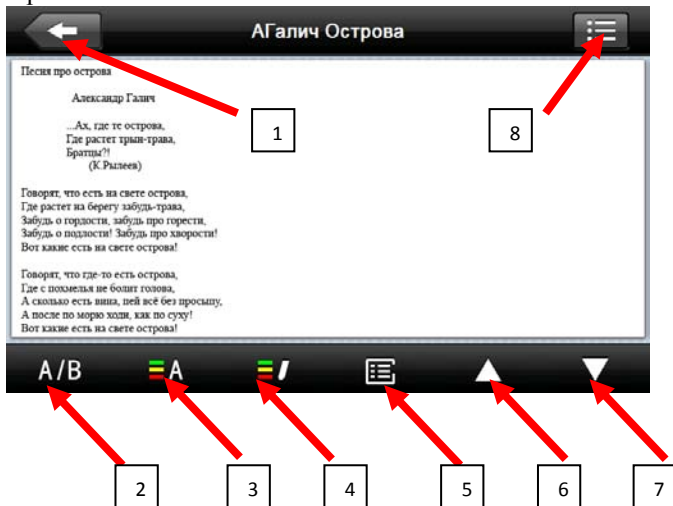 АГалич Острова
Песня про острова
Александр Галич
...Ах, где те острова,
Где растет трын-трава,
Братцы?!
(К.Рылеев)
Говорят, что есть на свете острова,
Где растет на берегу забудь-трава,
Забудь о гордости, забудь про горести,
Забудь о подлости! Забудь про хворости!
Вот какие есть на свете острова!
Говорят, что где-то есть острова,
Где с похмелья не болит голова,
А сколько есть вина, пей всё без просыпу,
А после по морю ходи, как по суху!
Вот какие есть на свете острова!
1
8
A/B
A
2
3
4
5
6
7